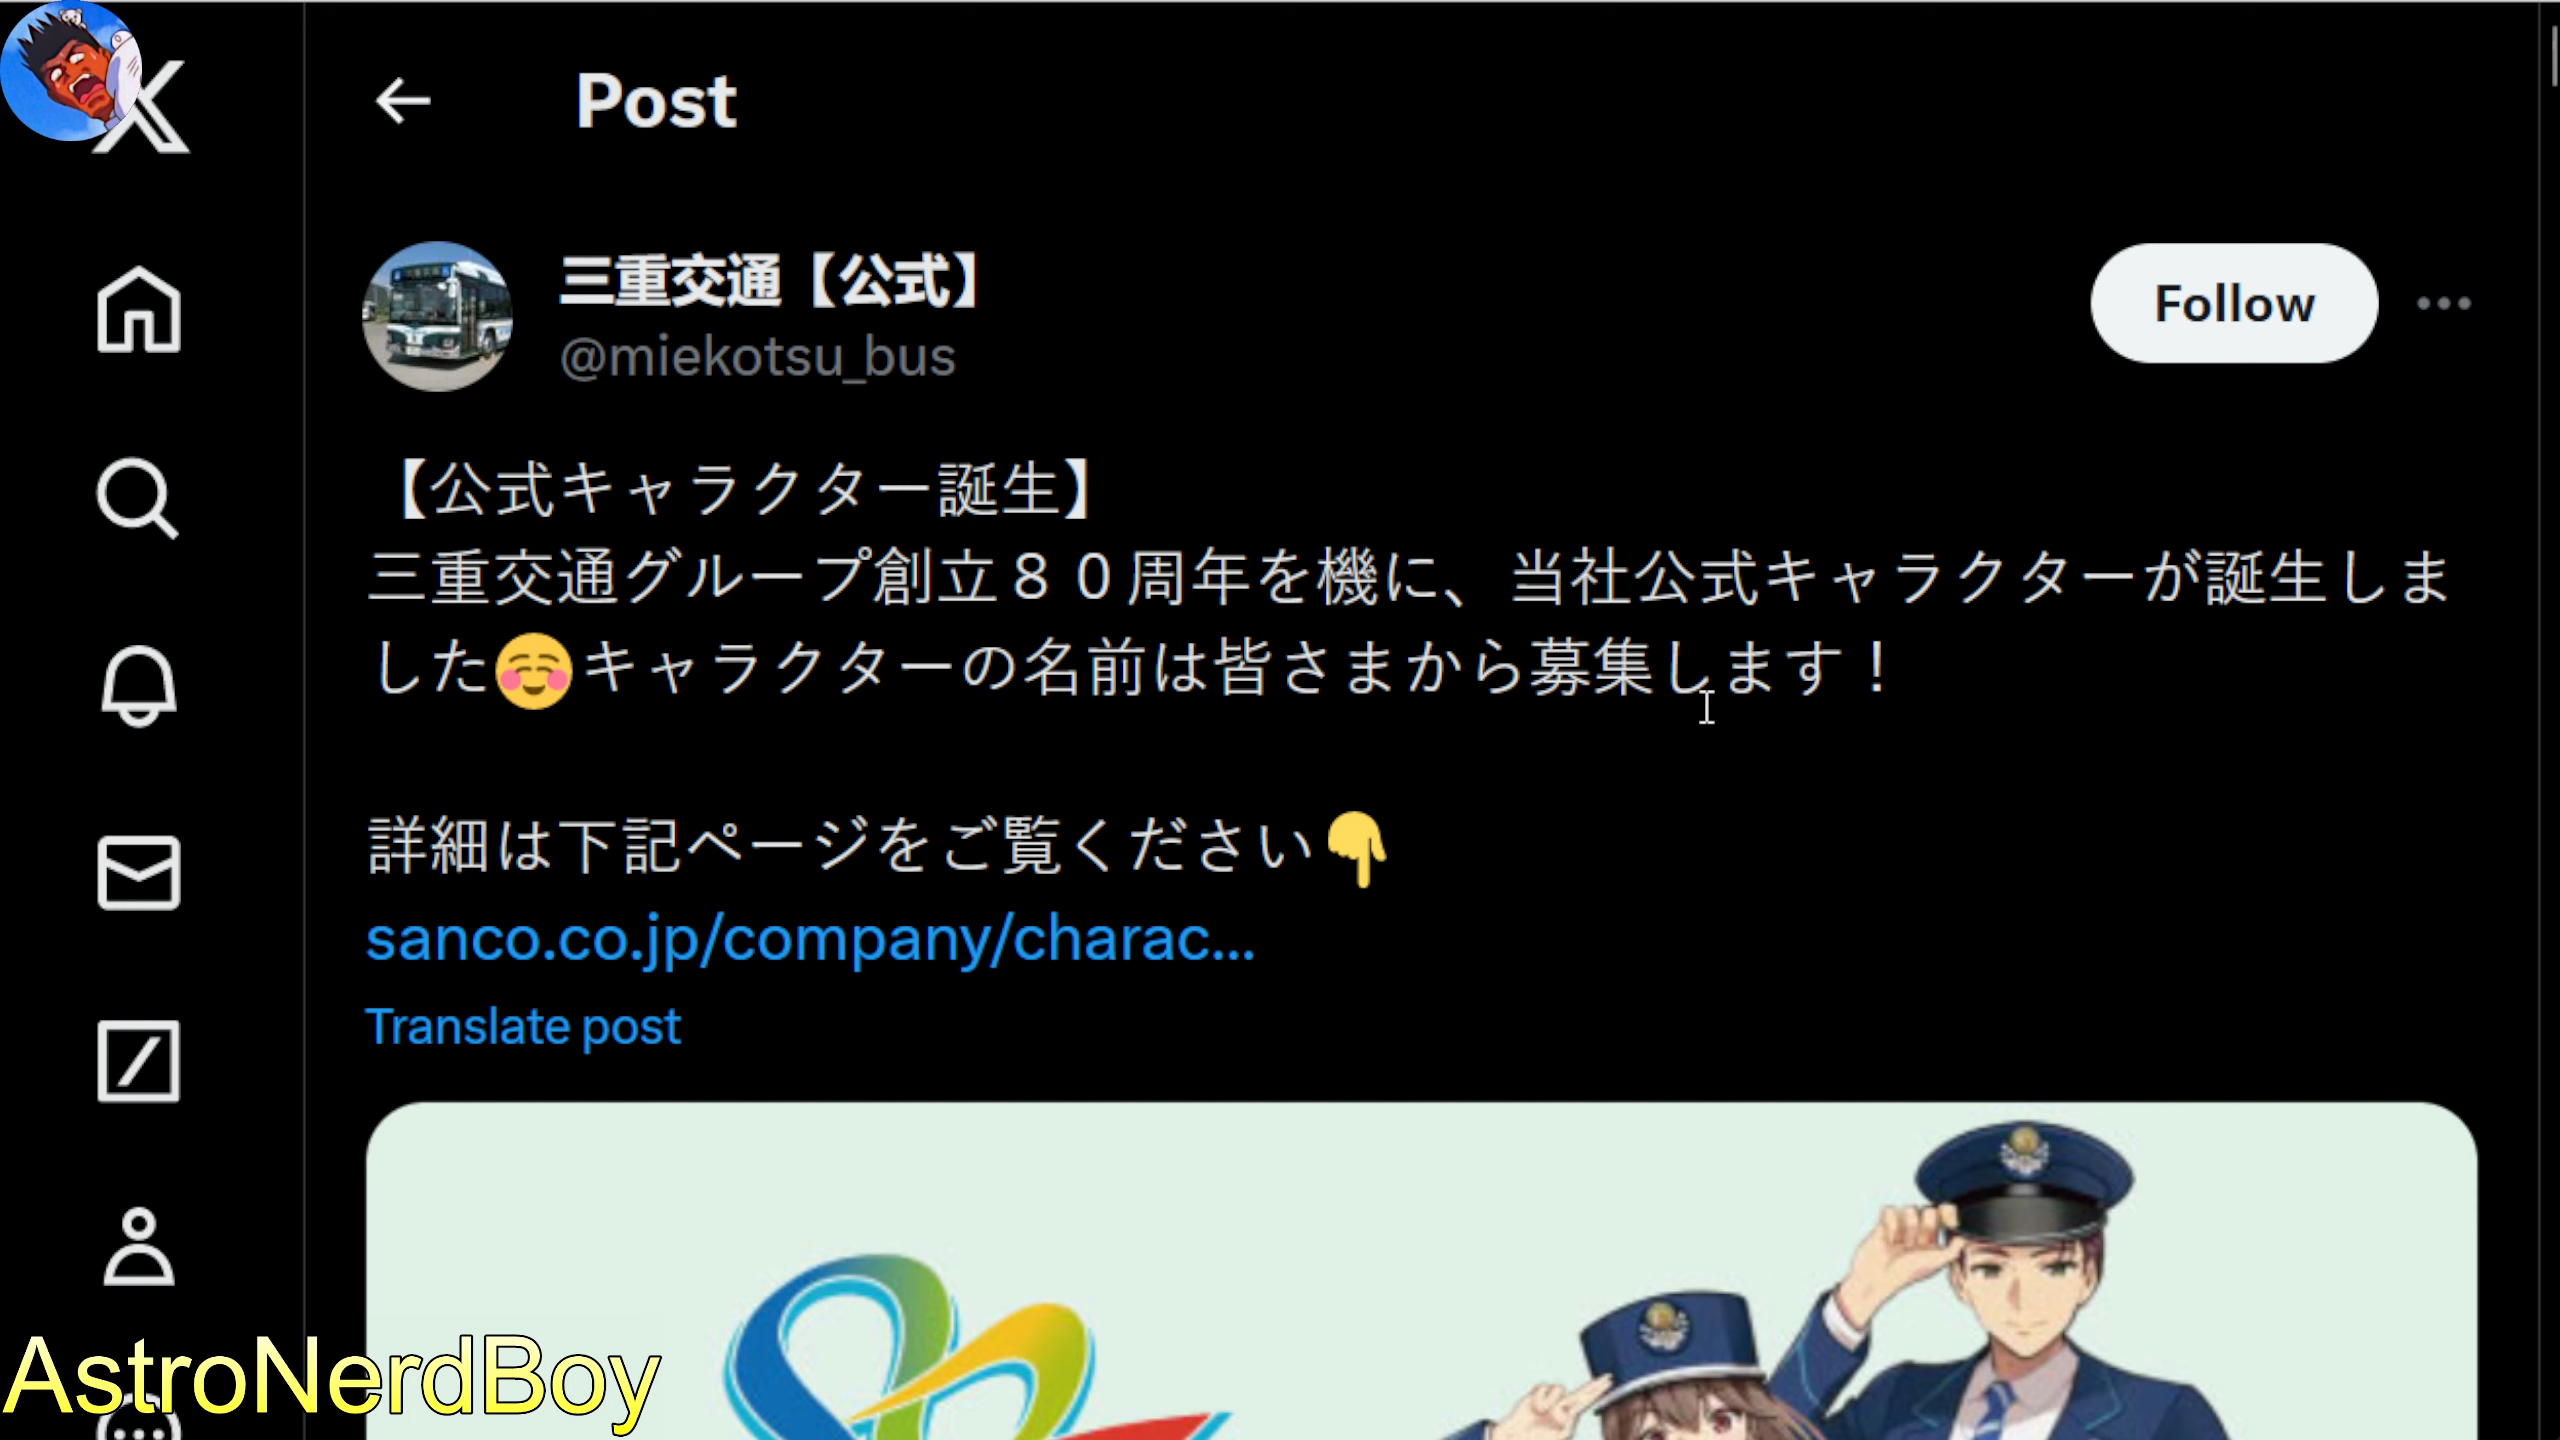 Post
三重交通【公式】
@miekotsu_bus
Follow
【公式キャラクター誕生】
三重交通グループ創立８０周年を機に、当社公式キャラクターが誕生しま
した☺️キャラクターの名前は皆さまから募集します！
詳細は下記ページをご覧ください👇
sanco.co.jp/company/charac...
Translate post
AstroNerdBoy